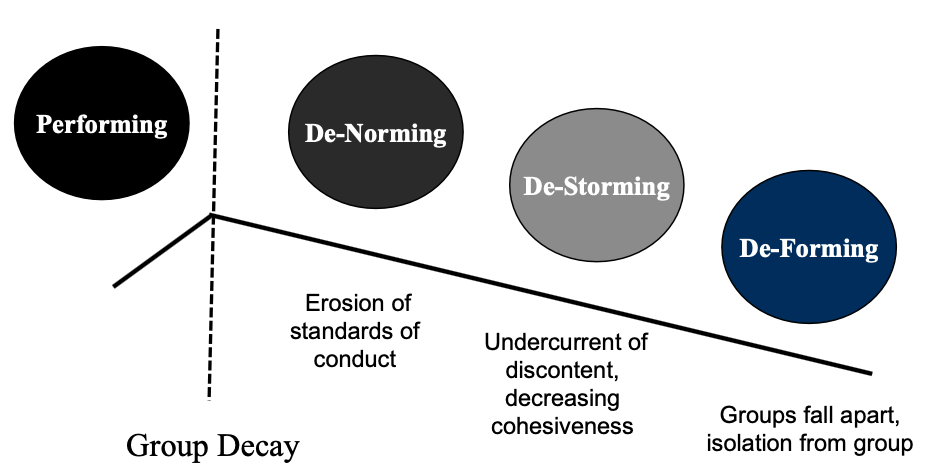 Performing
De-Norming
De-Storming
De-Forming
Erosion of
standards of
conduct
Undercurrent of
discontent,
decreasing
cohesiveness
Groups fall apart,
isolation from group
Group Decay